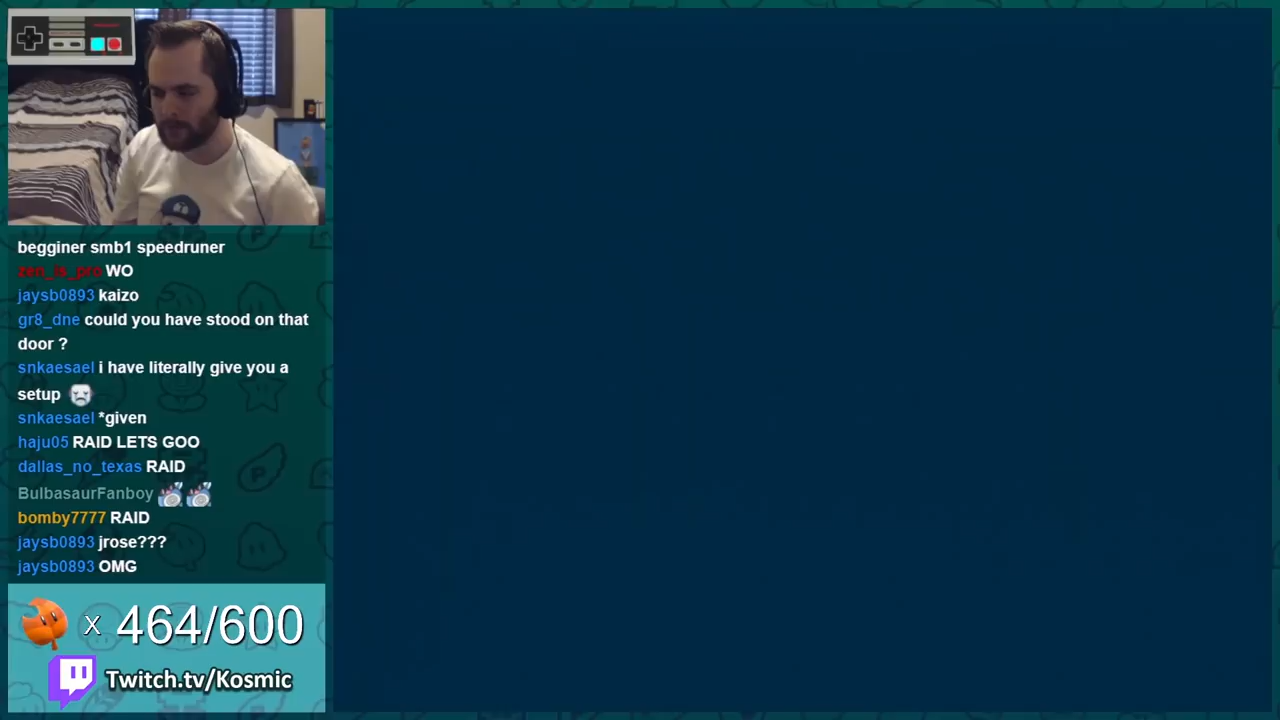 begginer smb1 speedruner
zen_is_pro WO
jaysb0893 kaizo
gr8_dne could you have stood on that
door ?
snkaesael i have literally give you a
setup
snkaesael *given
haju05 RAID LETS GOO
dallas_no_texas RAID
BulbasaurFanboy
bomby7777 RAID
jaysb0893 jrose???
jaysb0893 OMG
x 464/600
Twitch.tv/Kosmic